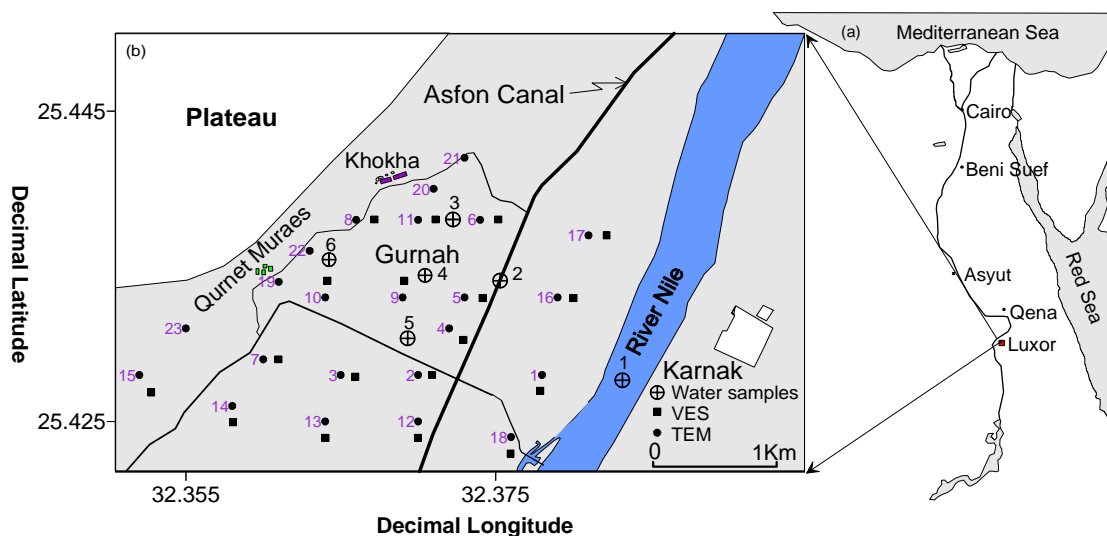 (b)
(a)
Mediterranean Sea
Asfon Canal
25.445
Plateau
Cairo
Khokha
21
Beni Suef
20
3
8
11
6
17
Qurnet Muraes
22
6
Gurnah
4
2
19
10
9
5
16
Asyut
Red Sea
Decimal Latitude
23
5
4
River Nile
Qena
Luxor
7
Karnak
1
15
3
2
1
Water samples
14
VES
25.425
13
12
TEM
18
0
1Km
32.355
32.375
Decimal Longitude